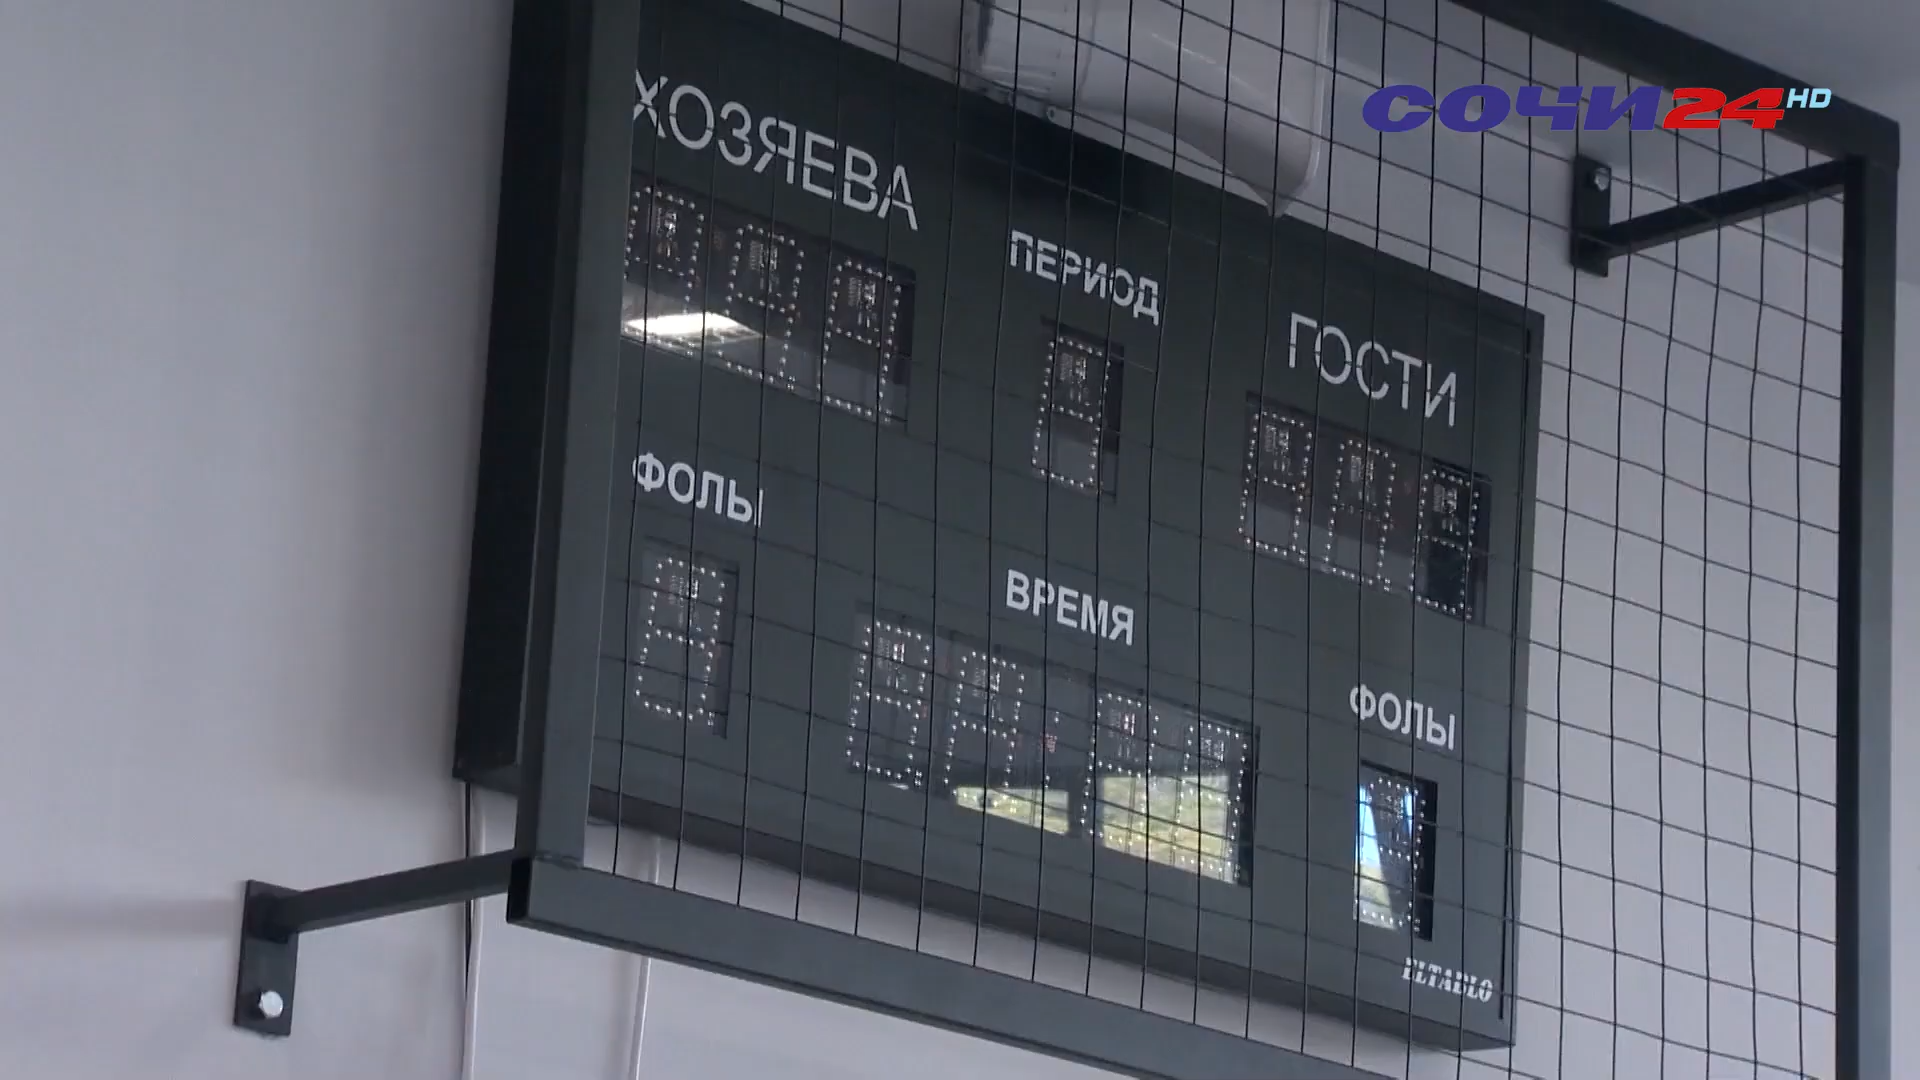 СОЧИ24HD
ХОЗЯЕВА
ПЕРИОД
ГОСТИ
ФОЛЫ
ВРЕМЯ
ФОЛЫ
ELTABLO